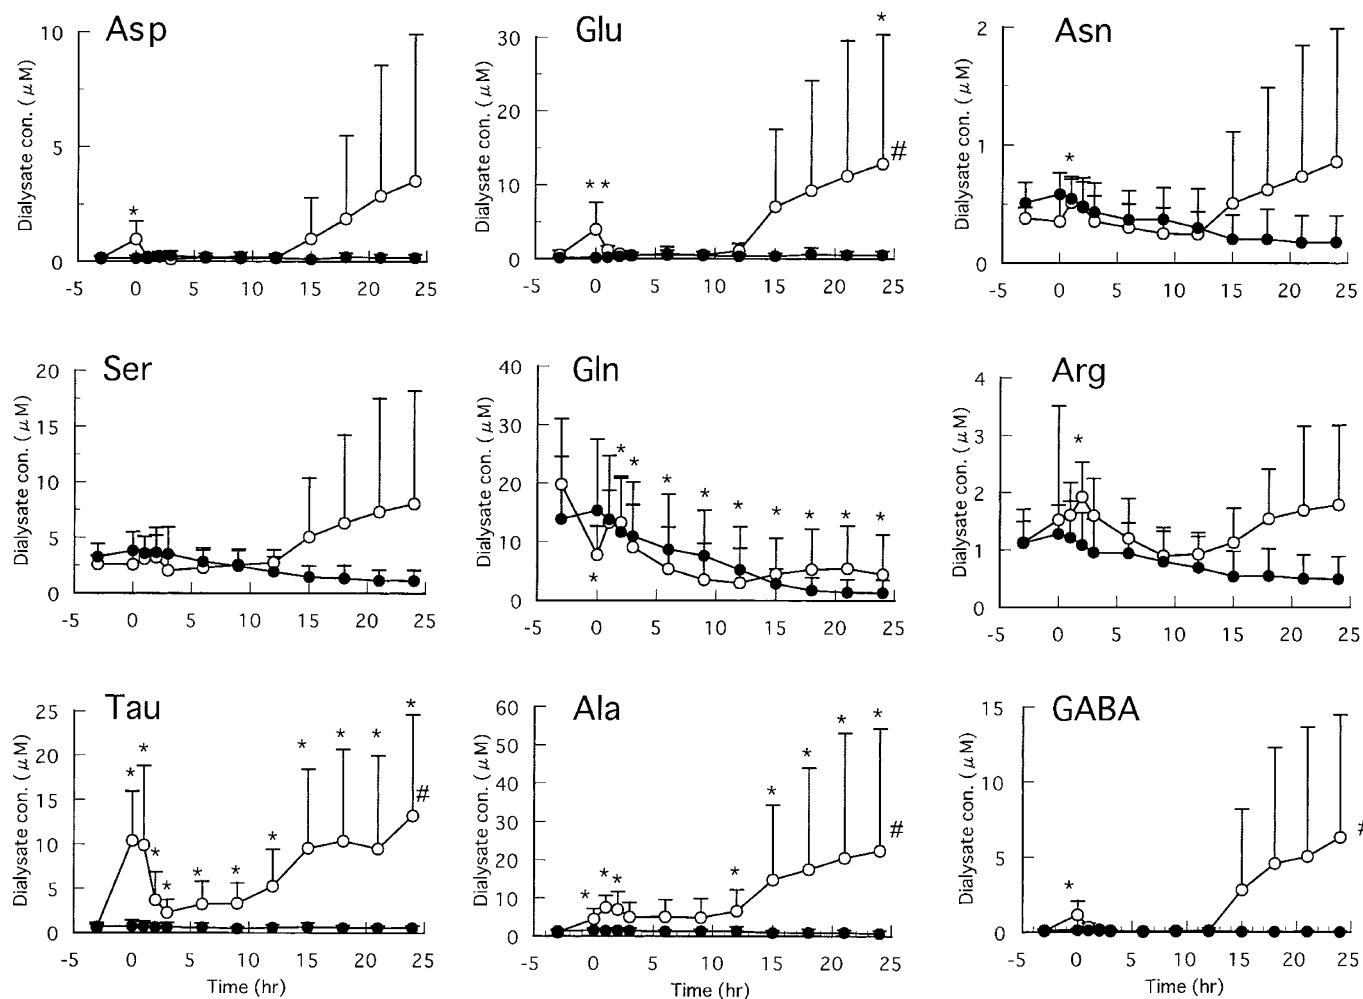 Asp
Dialysate con. (μM)
10
5
0
-5 0 5 10 15 20 25
*
Glu
Dialysate con. (μM)
30
20
10
0
-5 0 5 10 15 20 25
* *
*
#
Asn
Dialysate con. (μM)
2
1
0
-5 0 5 10 15 20 25
*
Ser
Dialysate con. (μM)
20
15
10
5
0
-5 0 5 10 15 20 25
Gln
Dialysate con. (μM)
40
30
20
10
0
-5 0 5 10 15 20 25
* * * * * * * * *
*
Arg
Dialysate con. (μM)
4
3
2
1
0
-5 0 5 10 15 20 25
*
Tau
Dialysate con. (μM)
25
20
15
10
5
0
-5 0 5 10 15 20 25
Time (hr)
* * * * * * * * * * *
#
Ala
Dialysate con. (μM)
60
50
40
30
20
10
0
-5 0 5 10 15 20 25
Time (hr)
* * * * * * * *
#
GABA
Dialysate con. (μM)
15
10
5
0
-5 0 5 10 15 20 25
Time (hr)
*